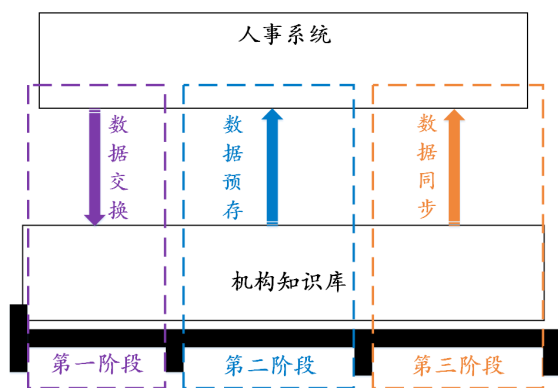 人事系统
数据交换
数据预存
数据同步
机构知识库
第一阶段
第二阶段
第三阶段